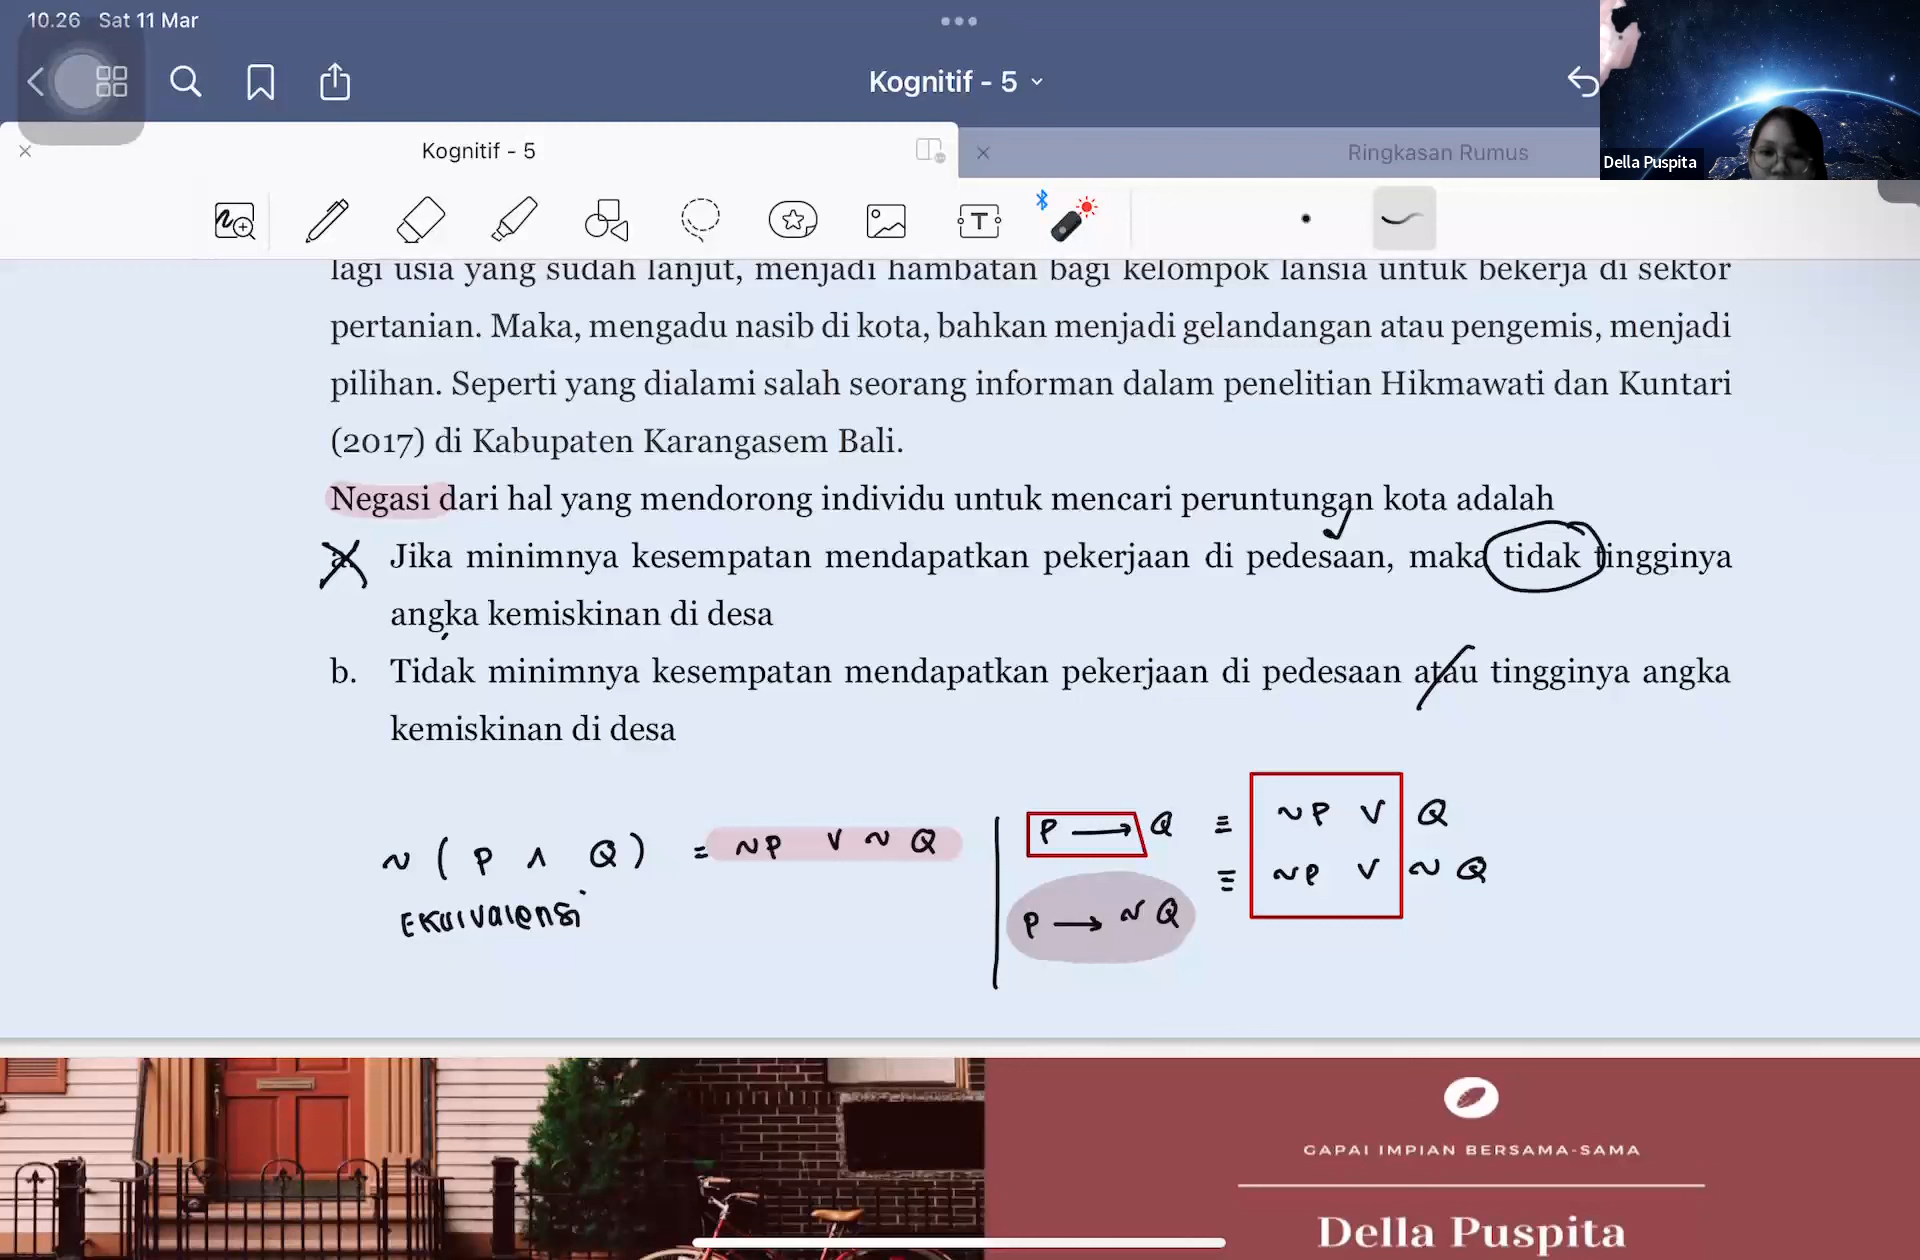 10.26 Sat 11 Mar
Kognitif - 5
Della Puspita
Kognitif - 5
Ringkasan Rumus
T
lagi usia yang sudah lanjut, menjadi hambatan bagi kelompok lansia untuk bekerja di sektor
pertanian. Maka, mengadu nasib di kota, bahkan menjadi gelandangan atau pengemis, menjadi
pilihan. Seperti yang dialami salah seorang informan dalam penelitian Hikmawati dan Kuntari
(2017) di Kabupaten Karangasem Bali.
Negasi dari hal yang mendorong individu untuk mencari peruntungan kota adalah
a. Jika minimnya kesempatan mendapatkan pekerjaan di pedesaan, maka tidak tingginya
angka kemiskinan di desa
b. Tidak minimnya kesempatan mendapatkan pekerjaan di pedesaan atau tingginya angka
kemiskinan di desa
~ ( P ∧ Q ) = ~P ∨ ~ Q
Ekuivalensi
P → Q ≡ ~P ∨ Q
≡ ~P ∨ ~ Q
P → ~ Q
GAPAI IMPIAN BERSAMA-SAMA
Della Puspita